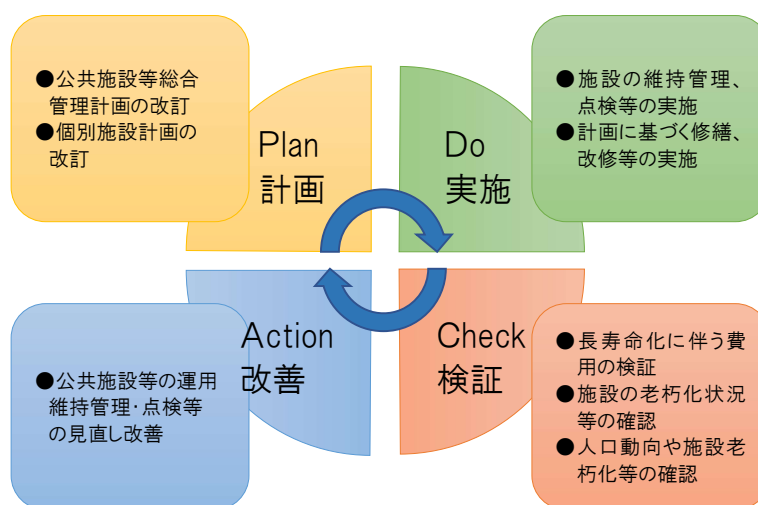 ●公共施設等総合
管理計画の改訂
●個別施設計画の
改訂
Plan
計画
Do
実施
●施設の維持管理、
点検等の実施
●計画に基づく修繕、
改修等の実施
●公共施設等の運用
維持管理・点検等
の見直し改善
Action
改善
Check
検証
●長寿命化に伴う費
用の検証
●施設の老朽化状況
等の確認
●人口動向や施設老
朽化等の確認